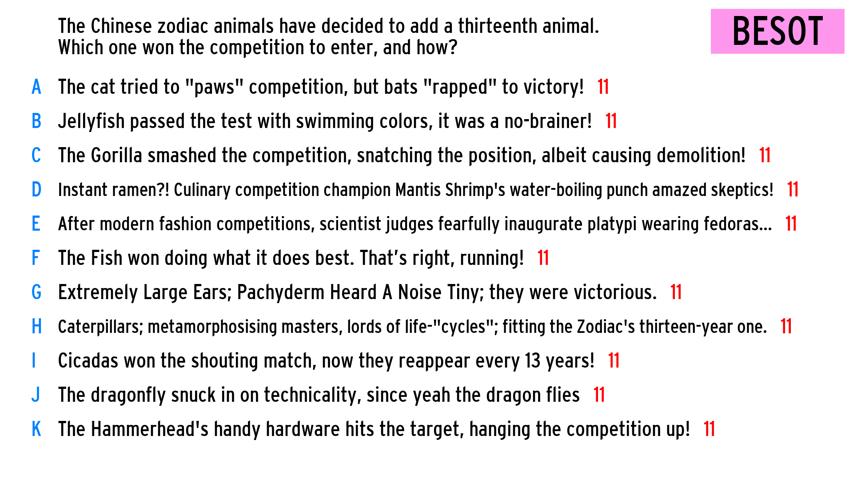 The Chinese zodiac animals have decided to add a thirteenth animal.
Which one won the competition to enter, and how?
BESOT
A The cat tried to "paws" competition, but bats "rapped" to victory! 11
B Jellyfish passed the test with swimming colors, it was a no-brainer! 11
C The Gorilla smashed the competition, snatching the position, albeit causing demolition! 11
D Instant ramen?! Culinary competition champion Mantis Shrimp's water-boiling punch amazed skeptics! 11
E After modern fashion competitions, scientist judges fearfully inaugurate platypi wearing fedoras... 11
F The Fish won doing what it does best. That’s right, running! 11
G Extremely Large Ears; Pachyderm Heard A Noise Tiny; they were victorious. 11
H Caterpillars; metamorphosising masters, lords of life-"cycles"; fitting the Zodiac's thirteen-year one. 11
I Cicadas won the shouting match, now they reappear every 13 years! 11
J The dragonfly snuck in on technicality, since yeah the dragon flies 11
K The Hammerhead's handy hardware hits the target, hanging the competition up! 11